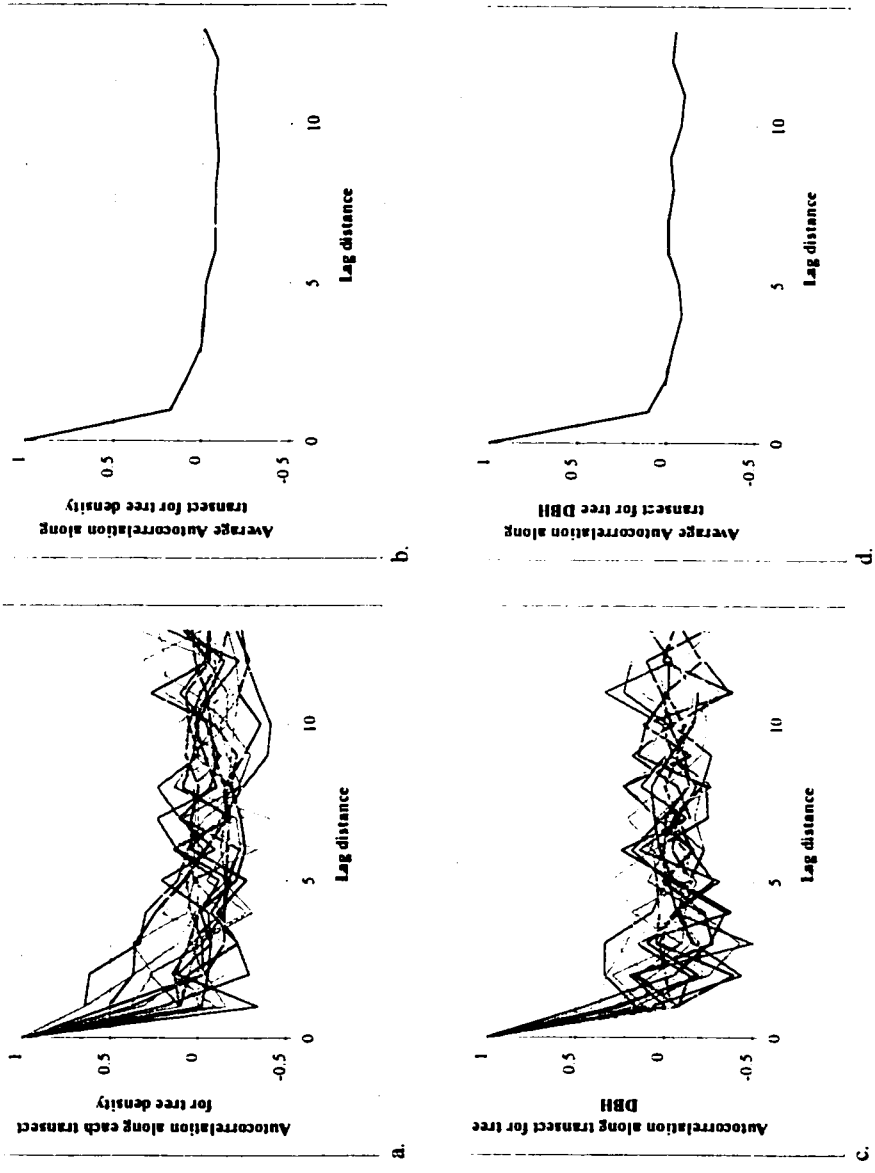 Autocorrelation along each transect
for tree density
1
0.5
0
-0.5
0
5
10
Lag distance
a.
Average Autocorrelation along
transect for tree density
1
0.5
0
-0.5
0
5
10
Lag distance
b.
Autocorrelation along transect for tree
DBH
1
0.5
0
-0.5
0
5
10
Lag distance
c.
Average Autocorrelation along
transect for tree DBH
1
0.5
0
-0.5
0
5
10
Lag distance
d.